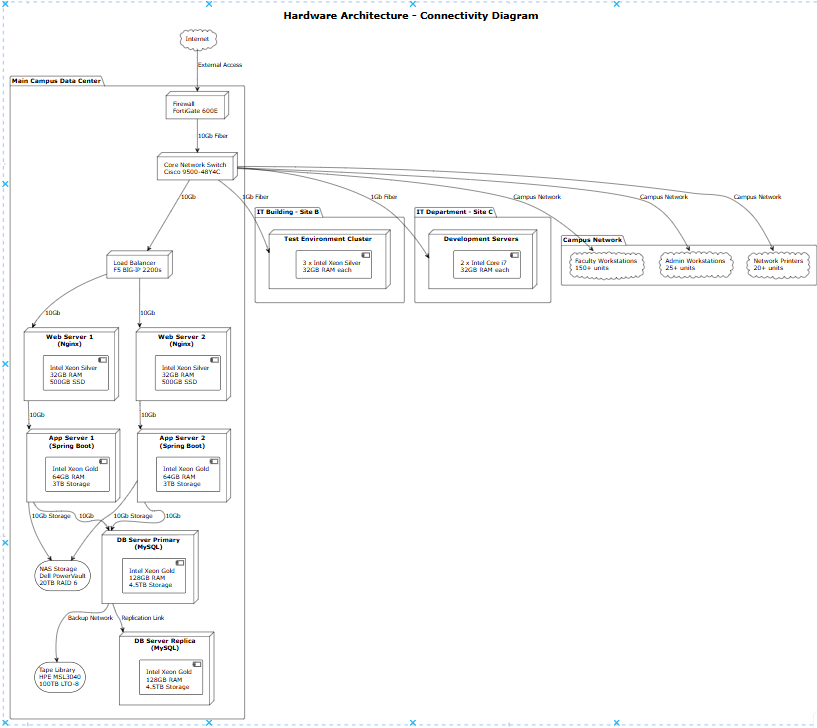 Hardware Architecture - Connectivity Diagram
Internet
External Access
Main Campus Data Center
Firewall
FortiGate 600E
10Gb Fiber
Core Network Switch
Cisco 9500-48Y4C
10Gb
1Gb Fiber
1Gb Fiber
Campus Network
Campus Network
Campus Network
IT Building - Site B
Test Environment Cluster
3 x Intel Xeon Silver
32GB RAM each
IT Department - Site C
Development Servers
2 x Intel Core i7
32GB RAM each
Campus Network
Faculty Workstations
150+ units
Admin Workstations
25+ units
Network Printers
20+ units
Load Balancer
F5 BIG-IP 2200s
10Gb
10Gb
Web Server 1
(Nginx)
Intel Xeon Silver
32GB RAM
500GB SSD
Web Server 2
(Nginx)
Intel Xeon Silver
32GB RAM
500GB SSD
10Gb
10Gb
App Server 1
(Spring Boot)
Intel Xeon Gold
64GB RAM
3TB Storage
App Server 2
(Spring Boot)
Intel Xeon Gold
64GB RAM
3TB Storage
10Gb Storage
10Gb
10Gb Storage
10Gb
DB Server Primary
(MySQL)
Intel Xeon Gold
128GB RAM
4.5TB Storage
NAS Storage
Dell PowerVault
20TB RAID 6
Backup Network
Replication Link
DB Server Replica
(MySQL)
Intel Xeon Gold
128GB RAM
4.5TB Storage
Tape Library
HPE MSL3040
100TB LTO-8